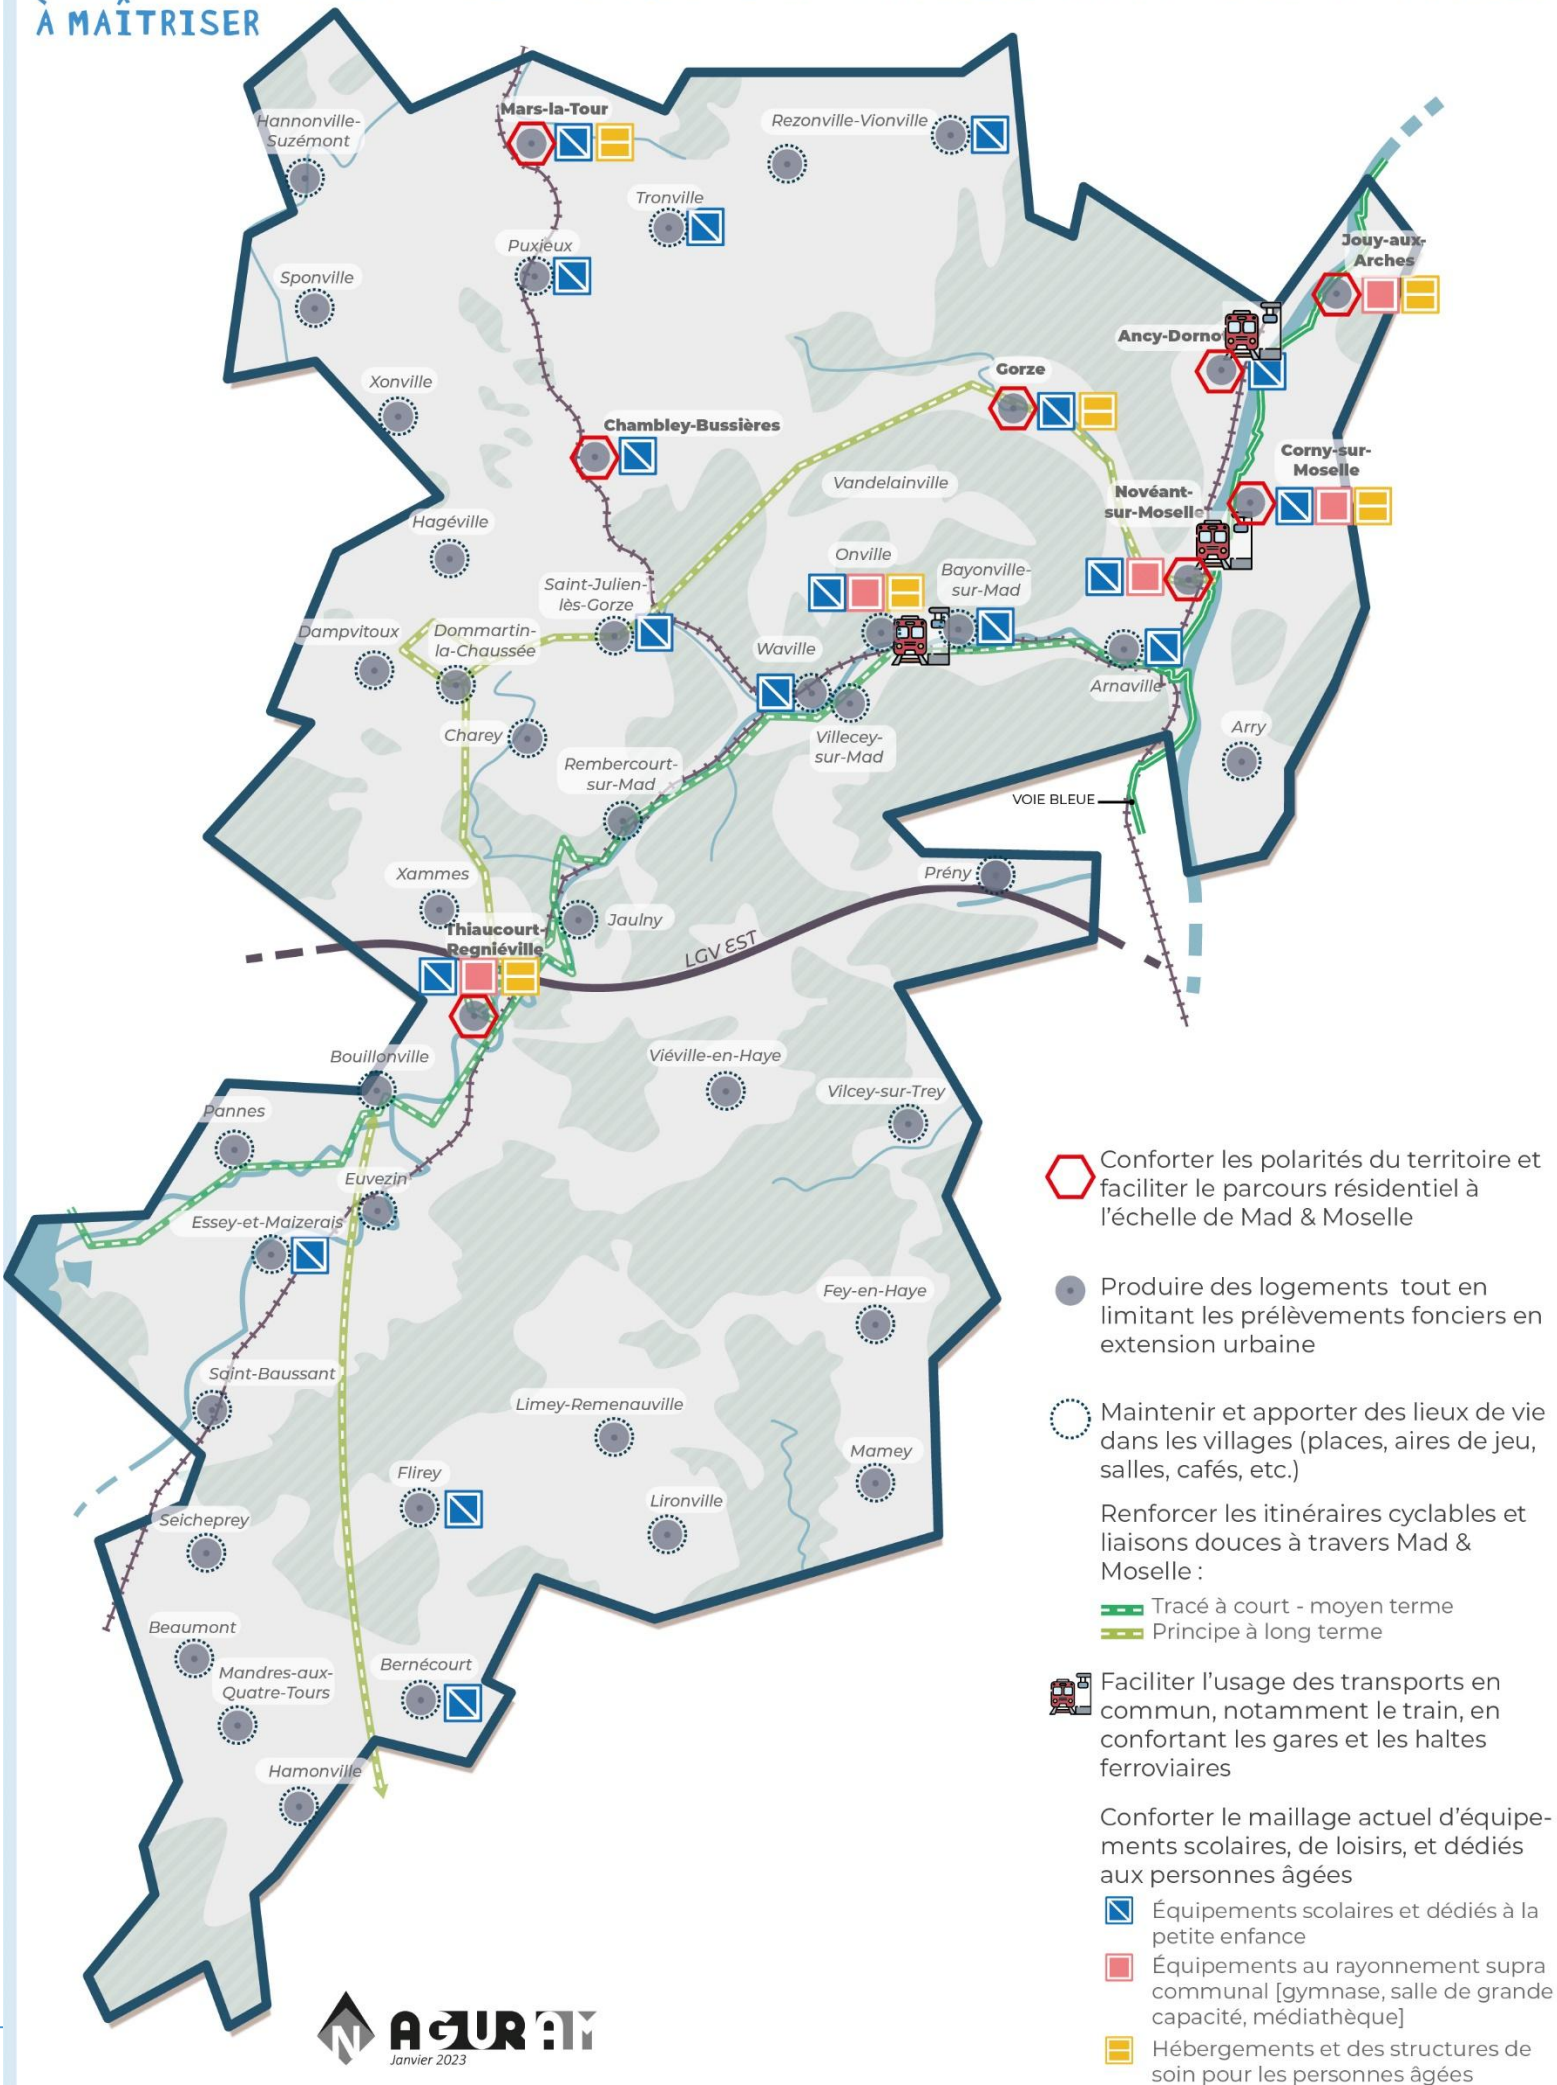 À MAÎTRISER
Mars-la-Tour
Hannonville-
Suzémont
Rezonville-Vionville
Tronville
Puxieux
Sponville
Jouy-aux-
Arches
Ancy-Dorno
Gorze
Xonville
Chambley-Bussières
Corny-sur-
Moselle
Vandelainville
Novéant-
sur-Moselle
Hagéville
Onville
Bayonville-
sur-Mad
Saint-Julien-
lès-Gorze
Dampvitoux
Dommartin-
la-Chaussée
Waville
Arnaville
Charey
Villecey-
sur-Mad
Arry
Rembercourt-
sur-Mad
VOIE BLEUE
Xammes
Prény
Jaulny
Thiaucourt-
Regniéville
LGV EST
Bouillonville
Viéville-en-Haye
Vilcey-sur-Trey
Pannes
Euvezin
Essey-et-Maizerais
Fey-en-Haye
Saint-Baussant
Limey-Remenauville
Mamey
Flirey
Lironville
Seicheprey
Beaumont
Mandres-aux-
Quatre-Tours
Bernécourt
Hamonville
Conforter les polarités du territoire et
faciliter le parcours résidentiel à
l'échelle de Mad & Moselle
Produire des logements tout en
limitant les prélèvements fonciers en
extension urbaine
Maintenir et apporter des lieux de vie
dans les villages (places, aires de jeu,
salles, cafés, etc.)
Renforcer les itinéraires cyclables et
liaisons douces à travers Mad &
Moselle :
Tracé à court - moyen terme
Principe à long terme
Faciliter l'usage des transports en
commun, notamment le train, en
confortant les gares et les haltes
ferroviaires
Conforter le maillage actuel d'équipe-
ments scolaires, de loisirs, et dédiés
aux personnes âgées
Équipements scolaires et dédiés à la
petite enfance
Équipements au rayonnement supra
communal [gymnase, salle de grande
capacité, médiathèque]
Hébergements et des structures de
soin pour les personnes âgées
N
AGURAM
Janvier 2023